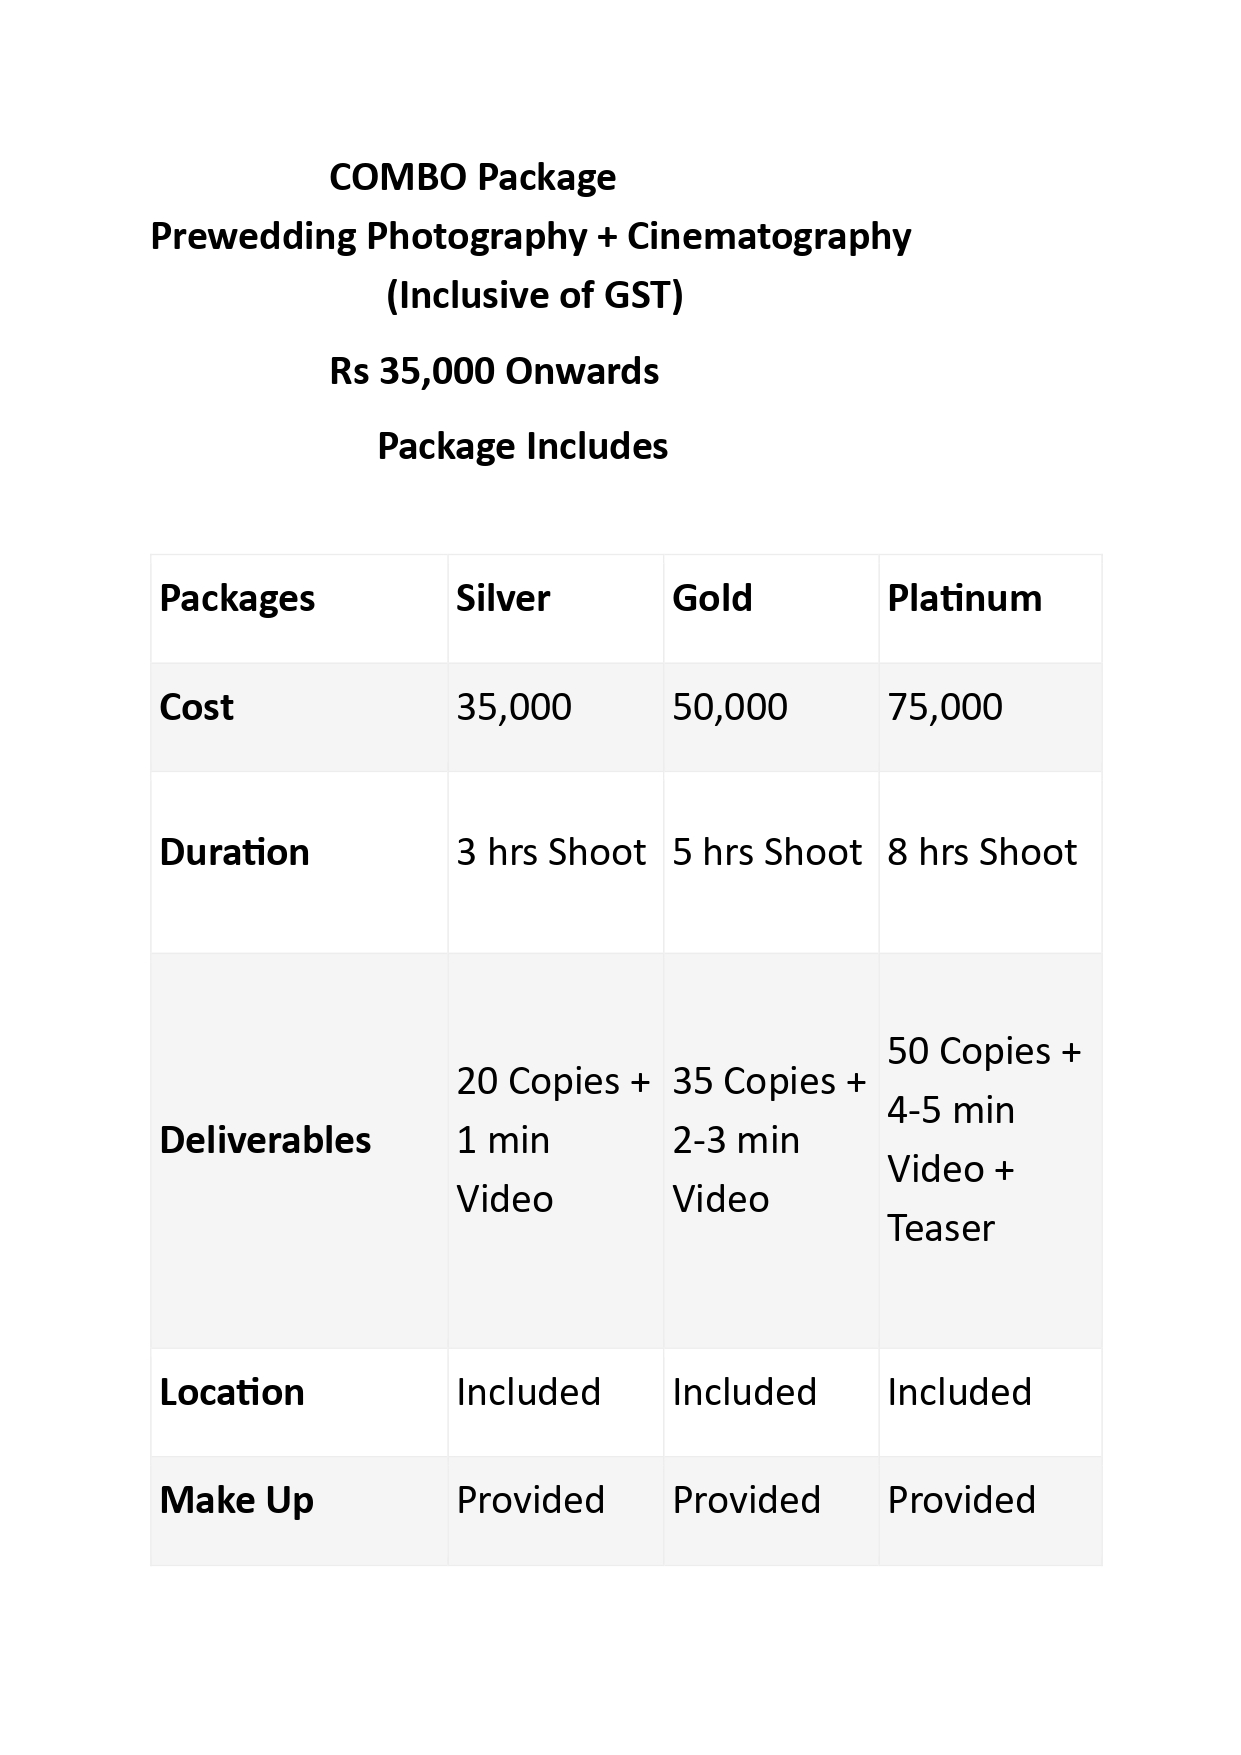 COMBO Package
Prewedding Photography + Cinematography
(Inclusive of GST)
Rs 35,000 Onwards
Package Includes
Packages Silver Gold Platinum
Cost 35,000 50,000 75,000
Duration 3 hrs Shoot 5 hrs Shoot 8 hrs Shoot
Deliverables
20 Copies +
1 min
Video
35 Copies +
2-3 min
Video
50 Copies +
4-5 min
Video +
Teaser
Location Included Included Included
Make Up Provided Provided Provided